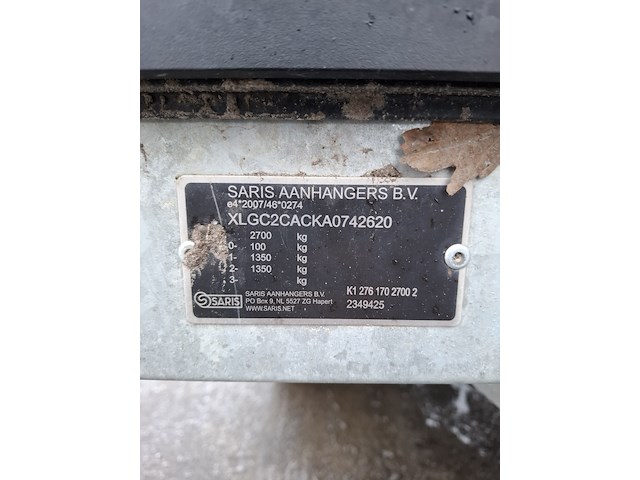 SARIS AANHANGERS B.V.
e4*2007/46*0274
XLGC2CACKA0742620
2700 kg
0- 100 kg
1- 1350 kg
2- 1350 kg
3- kg
SARIS
SARIS AANHANGERS B.V.
PO Box 9, NL 5527 ZG Hapert
WWW.SARIS.NET
K1 276 170 2700 2
2349425